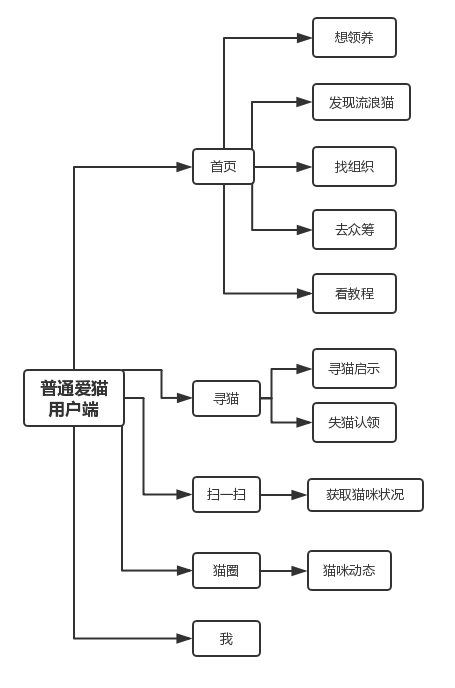 想领养
发现流浪猫
首页
找组织
去众筹
看教程
普通爱猫
用户端
寻猫启示
寻猫
失猫认领
扫一扫
获取猫咪状况
猫圈
猫咪动态
我